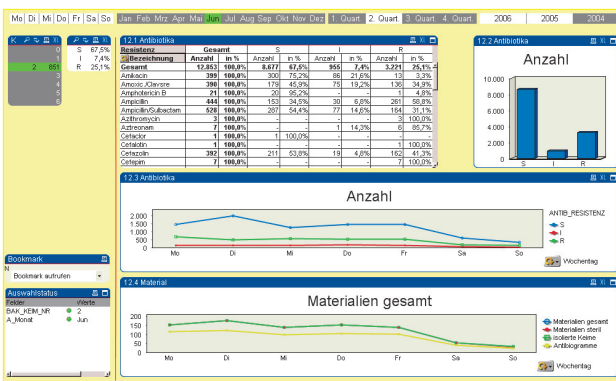 Mo Di Mi Do Fr Sa So Jan Feb Mrz Apr Mai Jun Jul Aug Sep Okt Nov Dez 1. Quart. 2. Quart. 3. Quart. 4. Quart. 2006 2005 2004
K XL
0
1
2 851
3
4
5
6
XL
S 67,5%
I 7,4%
R 25,1%
12.1 Antibiotika XL
Resistenz Gesamt S I R
Bezeichnung Anzahl in % Anzahl in % Anzahl in % Anzahl in %
Gesamt 12.853 100,0% 8.677 67,5% 955 7,4% 3.221 25,1%
Amikacin 399 100,0% 300 75,2% 86 21,6% 13 3,3%
Amoxic./Clavsre 390 100,0% 179 45,9% 75 19,2% 136 34,9%
Amphotericin B 21 100,0% 20 95,2% - - 1 4,8%
Ampicillin 444 100,0% 153 34,5% 30 6,8% 261 58,8%
Ampicillin/Sulbactam 528 100,0% 287 54,4% 77 14,6% 164 31,1%
Azithromycin 3 100,0% - - - - 3 100,0%
Aztreonam 7 100,0% - - 1 14,3% 6 85,7%
Cefaclor 1 100,0% 1 100,0% - - - -
Cefalotin 1 100,0% - - - - 1 100,0%
Cefazolin 392 100,0% 211 53,8% 19 4,8% 162 41,3%
Cefepim 7 100,0% - - - - 7 100,0%
12.2 Antibiotika XL
Anzahl
10.000
8.000
6.000
4.000
2.000
0
S I R
12.3 Antibiotika XL
Anzahl
2.000
1.500
1.000
500
0
Mo Di Mi Do Fr Sa So
ANTIB_RESISTENZ
S
I
R
Wochentag
Bookmark
N
Bookmark aufrufen
Auswahlstatus
Felder Werte
BAK_KEIM_NR 2
A_Monat Jun
12.4 Material XL
Materialien gesamt
200
150
100
50
0
Mo Di Mi Do Fr Sa So
Materialien gesamt
Materialien steril
isolierte Keime
Antibiogramme
Wochentag